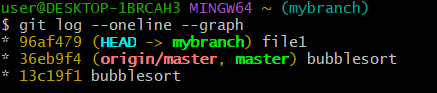 user@DESKTOP-1BRCAH3 MINGW64 ~ (mybranch)
$ git log --oneline --graph
* 96af479 (HEAD -> mybranch) file1
* 36eb9f4 (origin/master, master) bubblesort
* 13c19f1 bubblesort